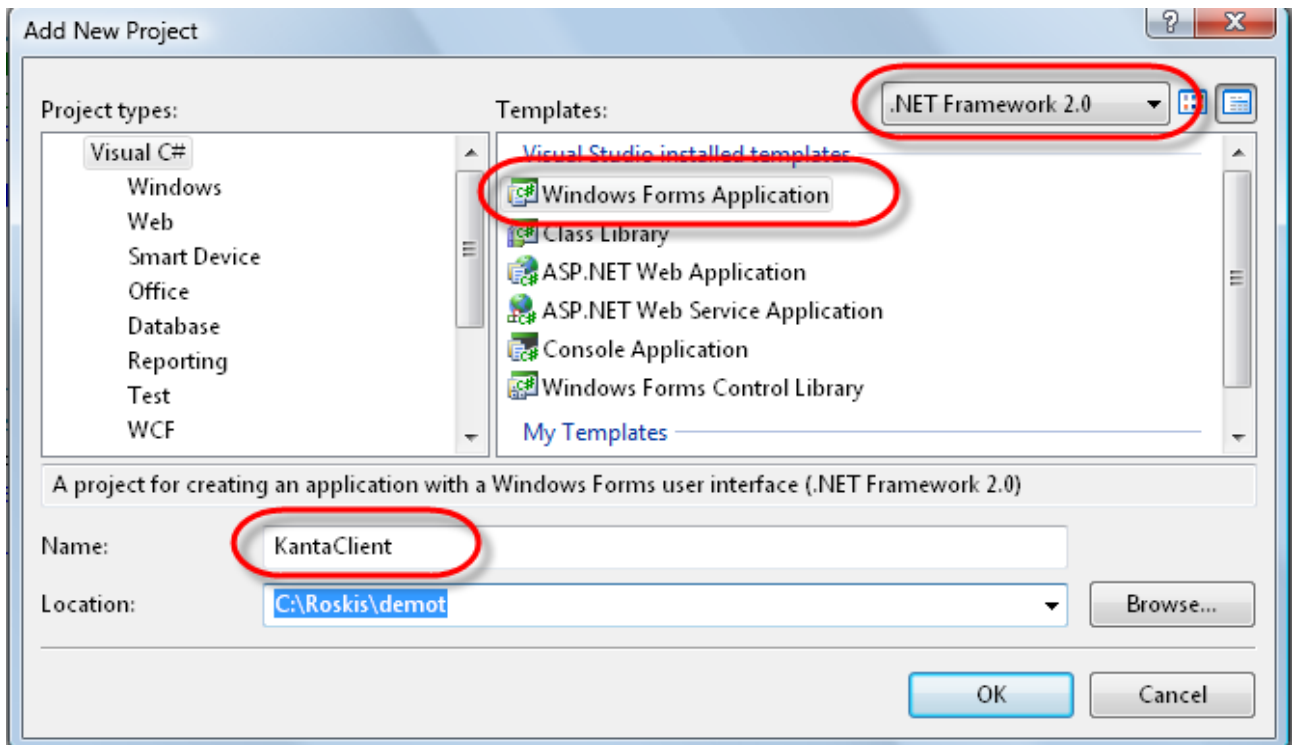 Add New Project
Project types:
Templates:
.NET Framework 2.0
Visual C#
Windows
Web
Smart Device
Office
Database
Reporting
Test
WCF
Visual Studio installed templates
Windows Forms Application
Class Library
ASP.NET Web Application
ASP.NET Web Service Application
Console Application
Windows Forms Control Library
My Templates
A project for creating an application with a Windows Forms user interface (.NET Framework 2.0)
Name:
KantaClient
Location:
C:\Roskis\demot
Browse...
OK
Cancel